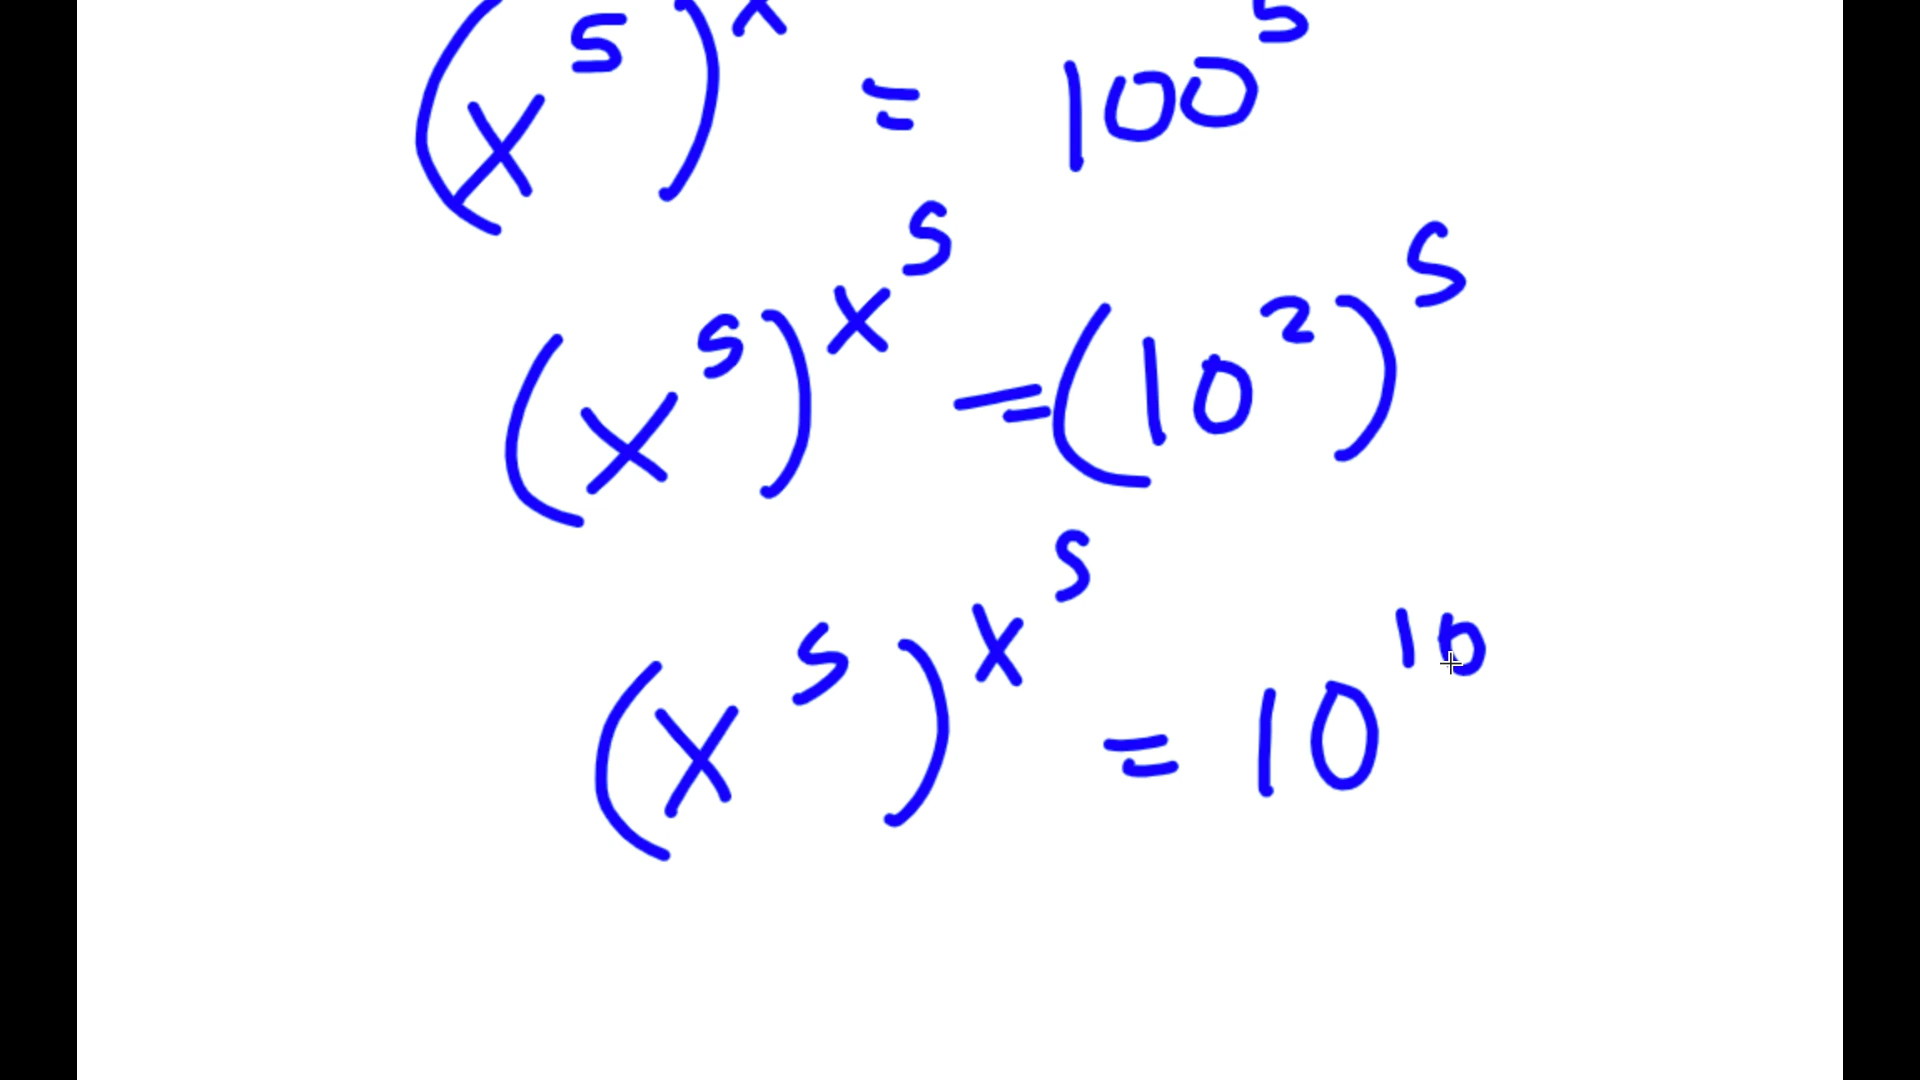 (x^5)^x = 100^5
(x^5)^x^5 = (10^2)^5
(x^5)^x^5 = 10^10